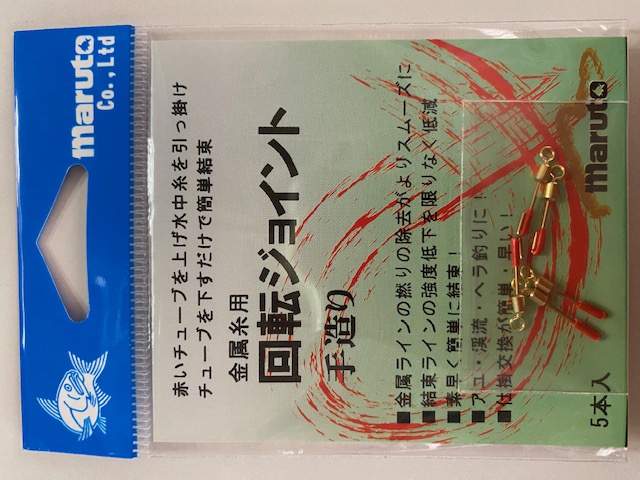 maruto
Co.,Ltd
赤いチューブを上げ水中糸を引っ掛け
チューブを下すだけで簡単結束
金属糸用
回転ジョイント
手造り
■金属ラインの撚りの除去がよりスムーズに
■結束ラインの強度低下を限りなく低減
■素早く簡単に結束！
■アユ・渓流・ヘラ釣りに！
■仕掛交換が簡単・早い！
5本入
maruto